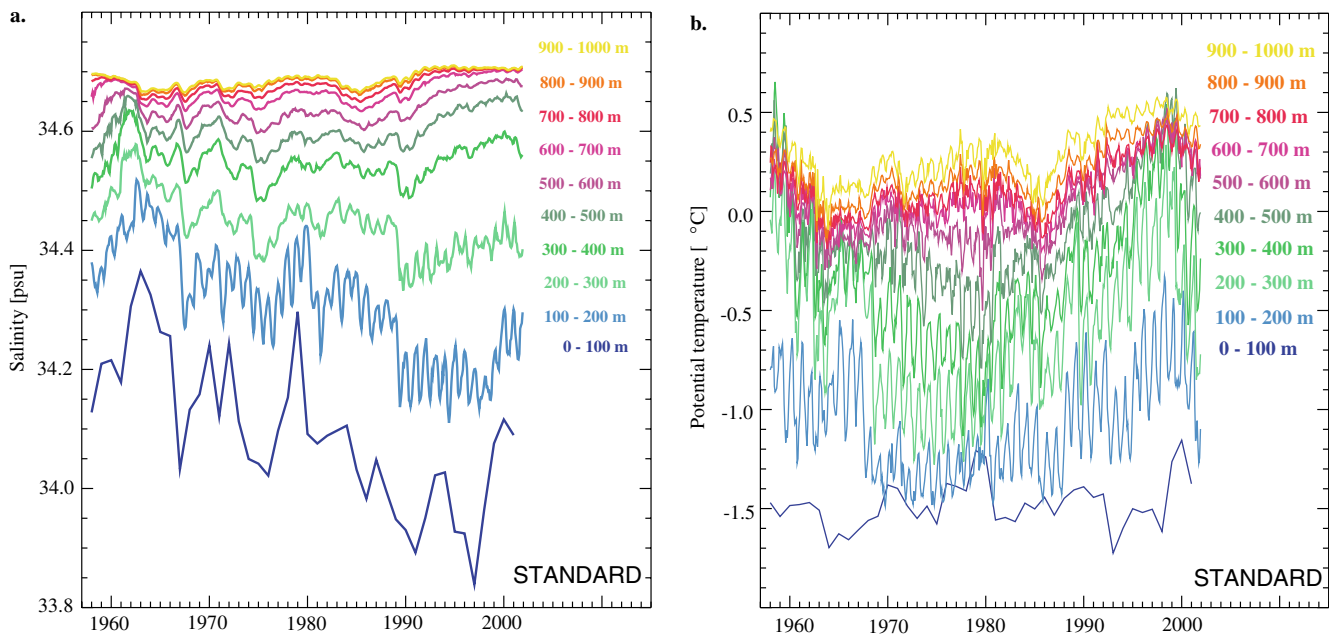 a.
Salinity [psu]
34.6
34.4
34.2
34.0
33.8
900 - 1000 m
800 - 900 m
700 - 800 m
600 - 700 m
500 - 600 m
400 - 500 m
300 - 400 m
200 - 300 m
100 - 200 m
0 - 100 m
STANDARD
1960 1970 1980 1990 2000
b.
Potential temperature [ °C]
0.5
0.0
-0.5
-1.0
-1.5
900 - 1000 m
800 - 900 m
700 - 800 m
600 - 700 m
500 - 600 m
400 - 500 m
300 - 400 m
200 - 300 m
100 - 200 m
0 - 100 m
STANDARD
1960 1970 1980 1990 2000